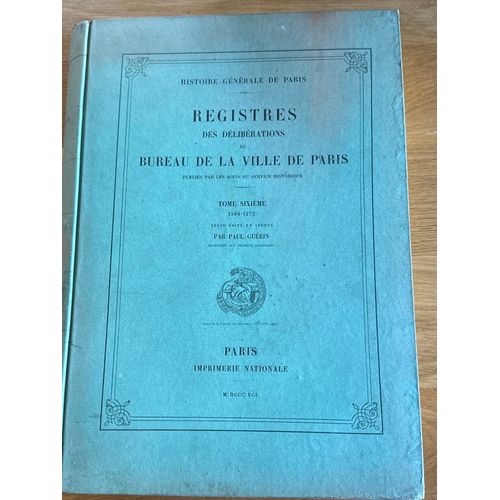 HISTOIRE GÉNÉRALE DE PARIS
REGISTRES
DES DÉLIBÉRATIONS
DU
BUREAU DE LA VILLE DE PARIS
PUBLIÉS PAR LES SOINS DU SERVICE HISTORIQUE
TOME SIXIÈME
1568-1572
TEXTE ÉDITÉ ET ANNOTÉ
PAR PAUL GUÉRIN
PARIS
IMPRIMERIE NATIONALE
M DCCCC XCI